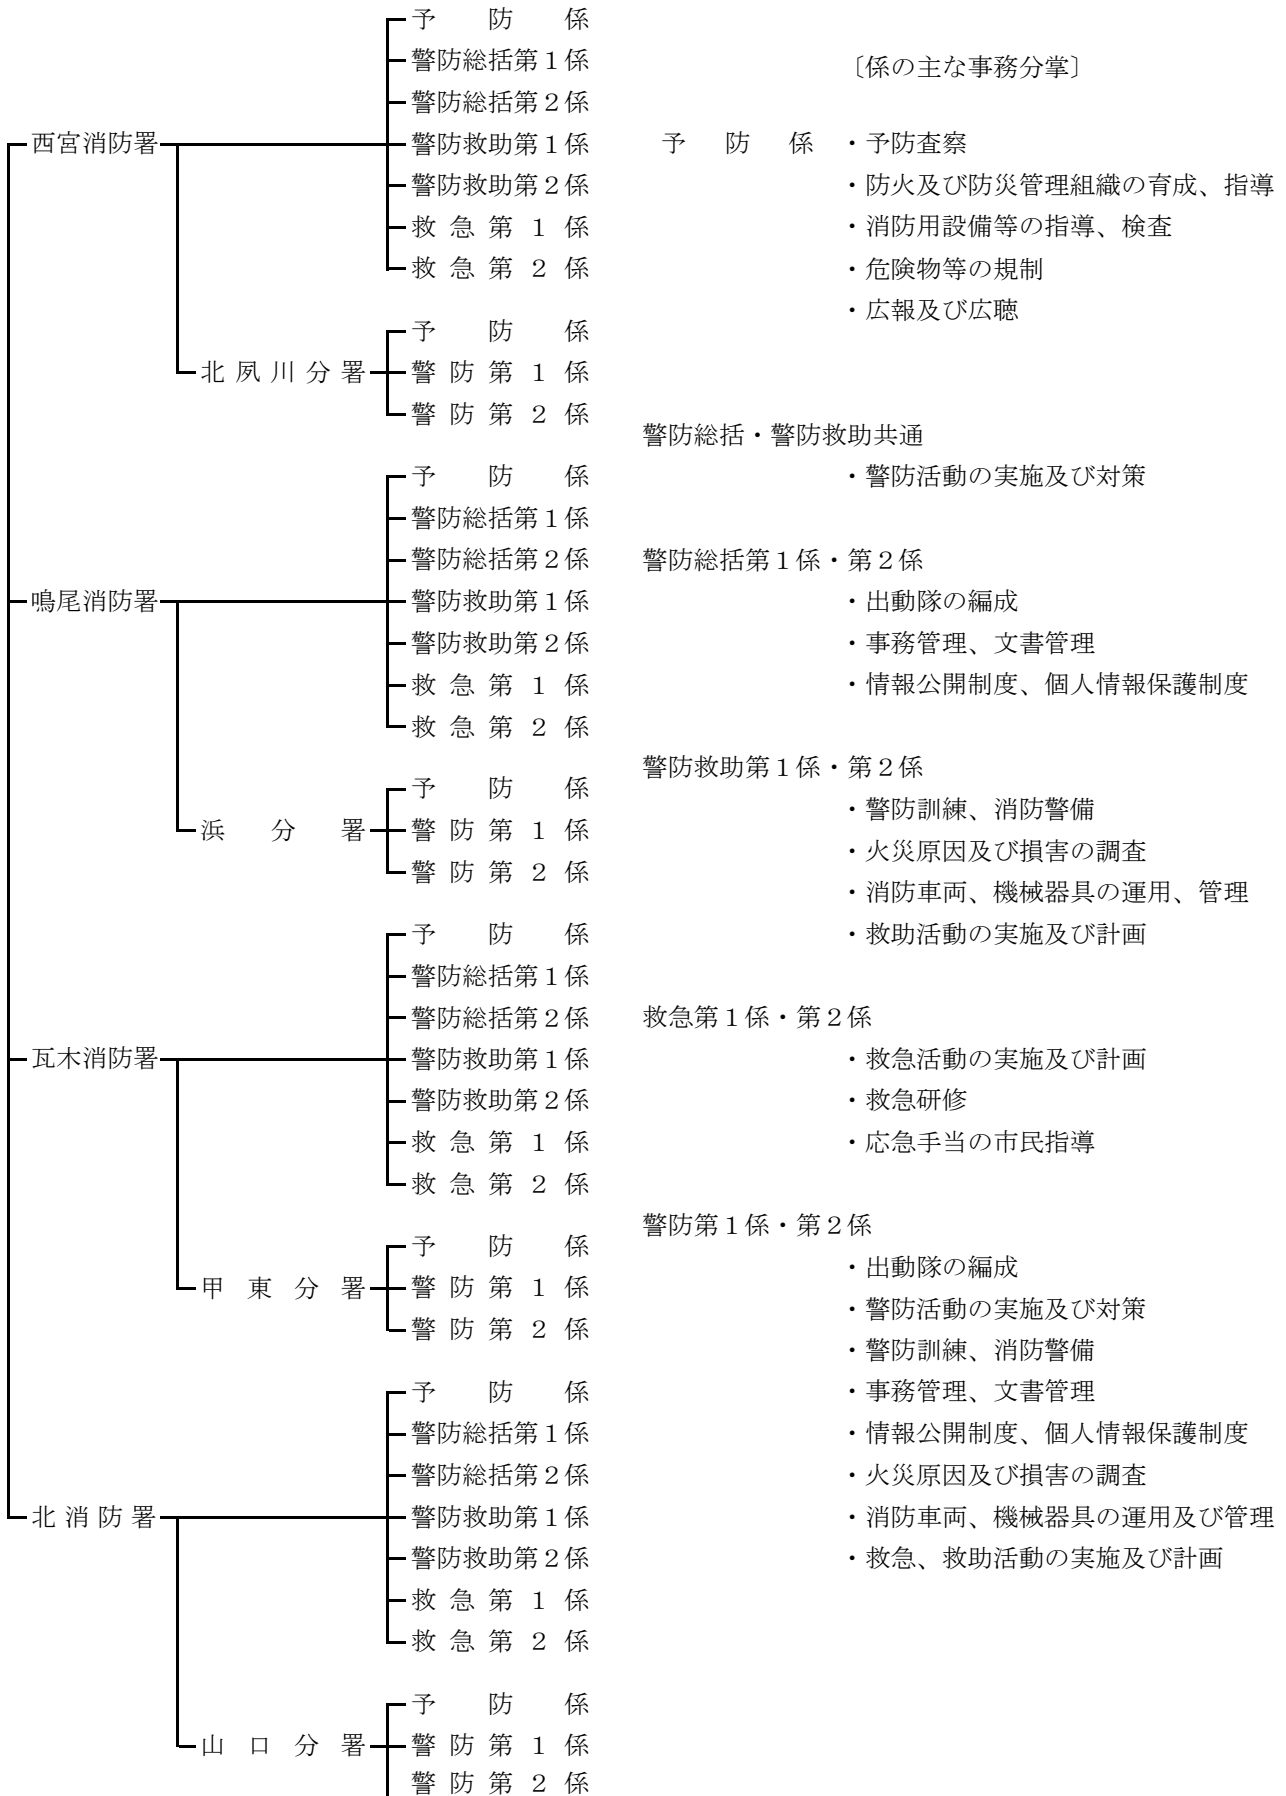 予防係
警防総括第１係
警防総括第２係
西宮消防署
警防救助第１係
警防救助第２係
救急第１係
救急第２係
予防係
北夙川分署
警防第１係
警防第２係
予防係
警防総括第１係
警防総括第２係
鳴尾消防署
警防救助第１係
警防救助第２係
救急第１係
救急第２係
予防係
浜分署
警防第１係
警防第２係
予防係
警防総括第１係
警防総括第２係
瓦木消防署
警防救助第１係
警防救助第２係
救急第１係
救急第２係
予防係
甲東分署
警防第１係
警防第２係
予防係
警防総括第１係
警防総括第２係
北消防署
警防救助第１係
警防救助第２係
救急第１係
救急第２係
予防係
山口分署
警防第１係
警防第２係
〔係の主な事務分掌〕
予防係 ・予防査察
・防火及び防災管理組織の育成、指導
・消防用設備等の指導、検査
・危険物等の規制
・広報及び広聴
警防総括・警防救助共通
・警防活動の実施及び対策
警防総括第１係・第２係
・出動隊の編成
・事務管理、文書管理
・情報公開制度、個人情報保護制度
警防救助第１係・第２係
・警防訓練、消防警備
・火災原因及び損害の調査
・消防車両、機械器具の運用、管理
・救助活動の実施及び計画
救急第１係・第２係
・救急活動の実施及び計画
・救急研修
・応急手当の市民指導
警防第１係・第２係
・出動隊の編成
・警防活動の実施及び対策
・警防訓練、消防警備
・事務管理、文書管理
・情報公開制度、個人情報保護制度
・火災原因及び損害の調査
・消防車両、機械器具の運用及び管理
・救急、救助活動の実施及び計画